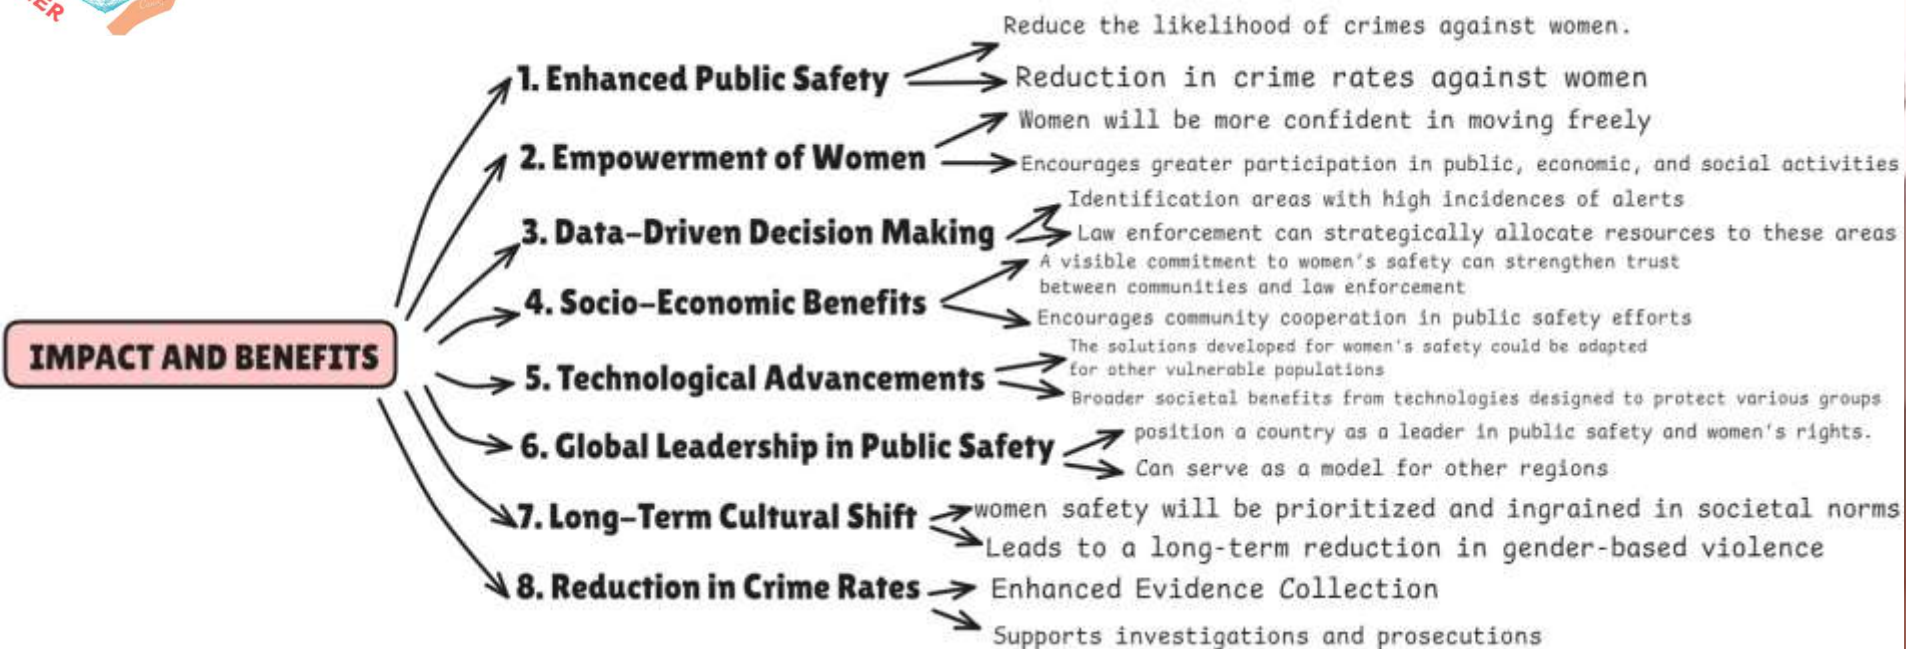 Reduce the likelihood of crimes against women.
1. Enhanced Public Safety
Reduction in crime rates against women
Women will be more confident in moving freely
2. Empowerment of Women
Encourages greater participation in public, economic, and social activities
Identification areas with high incidences of alerts
3. Data-Driven Decision Making
Law enforcement can strategically allocate resources to these areas
A visible commitment to women's safety can strengthen trust
between communities and law enforcement
4. Socio-Economic Benefits
Encourages community cooperation in public safety efforts
IMPACT AND BENEFITS
The solutions developed for women's safety could be adapted
for other vulnerable populations
5. Technological Advancements
Broader societal benefits from technologies designed to protect various groups
position a country as a leader in public safety and women's rights.
6. Global Leadership in Public Safety
Can serve as a model for other regions
women safety will be prioritized and ingrained in societal norms
7. Long-Term Cultural Shift
Leads to a long-term reduction in gender-based violence
8. Reduction in Crime Rates
Enhanced Evidence Collection
Supports investigations and prosecutions